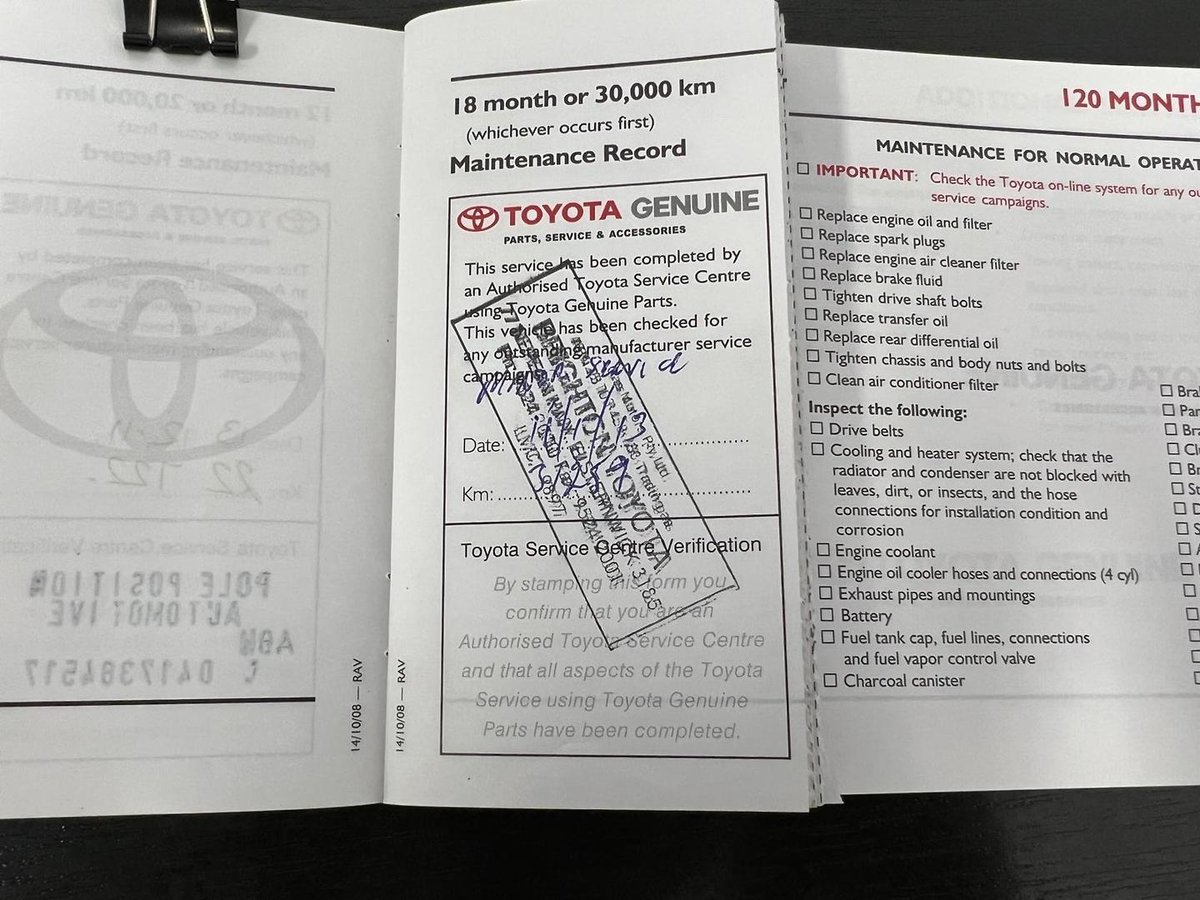 18 month or 30,000 km
(whichever occurs first)
Maintenance Record
TOYOTA GENUINE
PARTS, SERVICE & ACCESSORIES
This service has been completed by
an Authorised Toyota Service Centre
using Toyota Genuine Parts.
This vehicle has been checked for
any outstanding manufacturer service
campaigns.
Date:
Km:
BRIGHTON TOYOTA
Toyota Service Centre Verification
By stamping this form you
confirm that you are an
Authorised Toyota Service Centre
and that all aspects of the Toyota
Service using Toyota Genuine
Parts have been completed.
14/10/08 — RAV
14/10/08 — RAV
120 MONTH
MAINTENANCE FOR NORMAL OPERAT
IMPORTANT: Check the Toyota on-line system for any ou
service campaigns.
Replace engine oil and filter
Replace spark plugs
Replace engine air cleaner filter
Replace brake fluid
Tighten drive shaft bolts
Replace transfer oil
Replace rear differential oil
Tighten chassis and body nuts and bolts
Clean air conditioner filter
Inspect the following:
Drive belts
Cooling and heater system; check that the
radiator and condenser are not blocked with
leaves, dirt, or insects, and the hose
connections for installation condition and
corrosion
Engine coolant
Engine oil cooler hoses and connections (4 cyl)
Exhaust pipes and mountings
Battery
Fuel tank cap, fuel lines, connections
and fuel vapor control valve
Charcoal canister